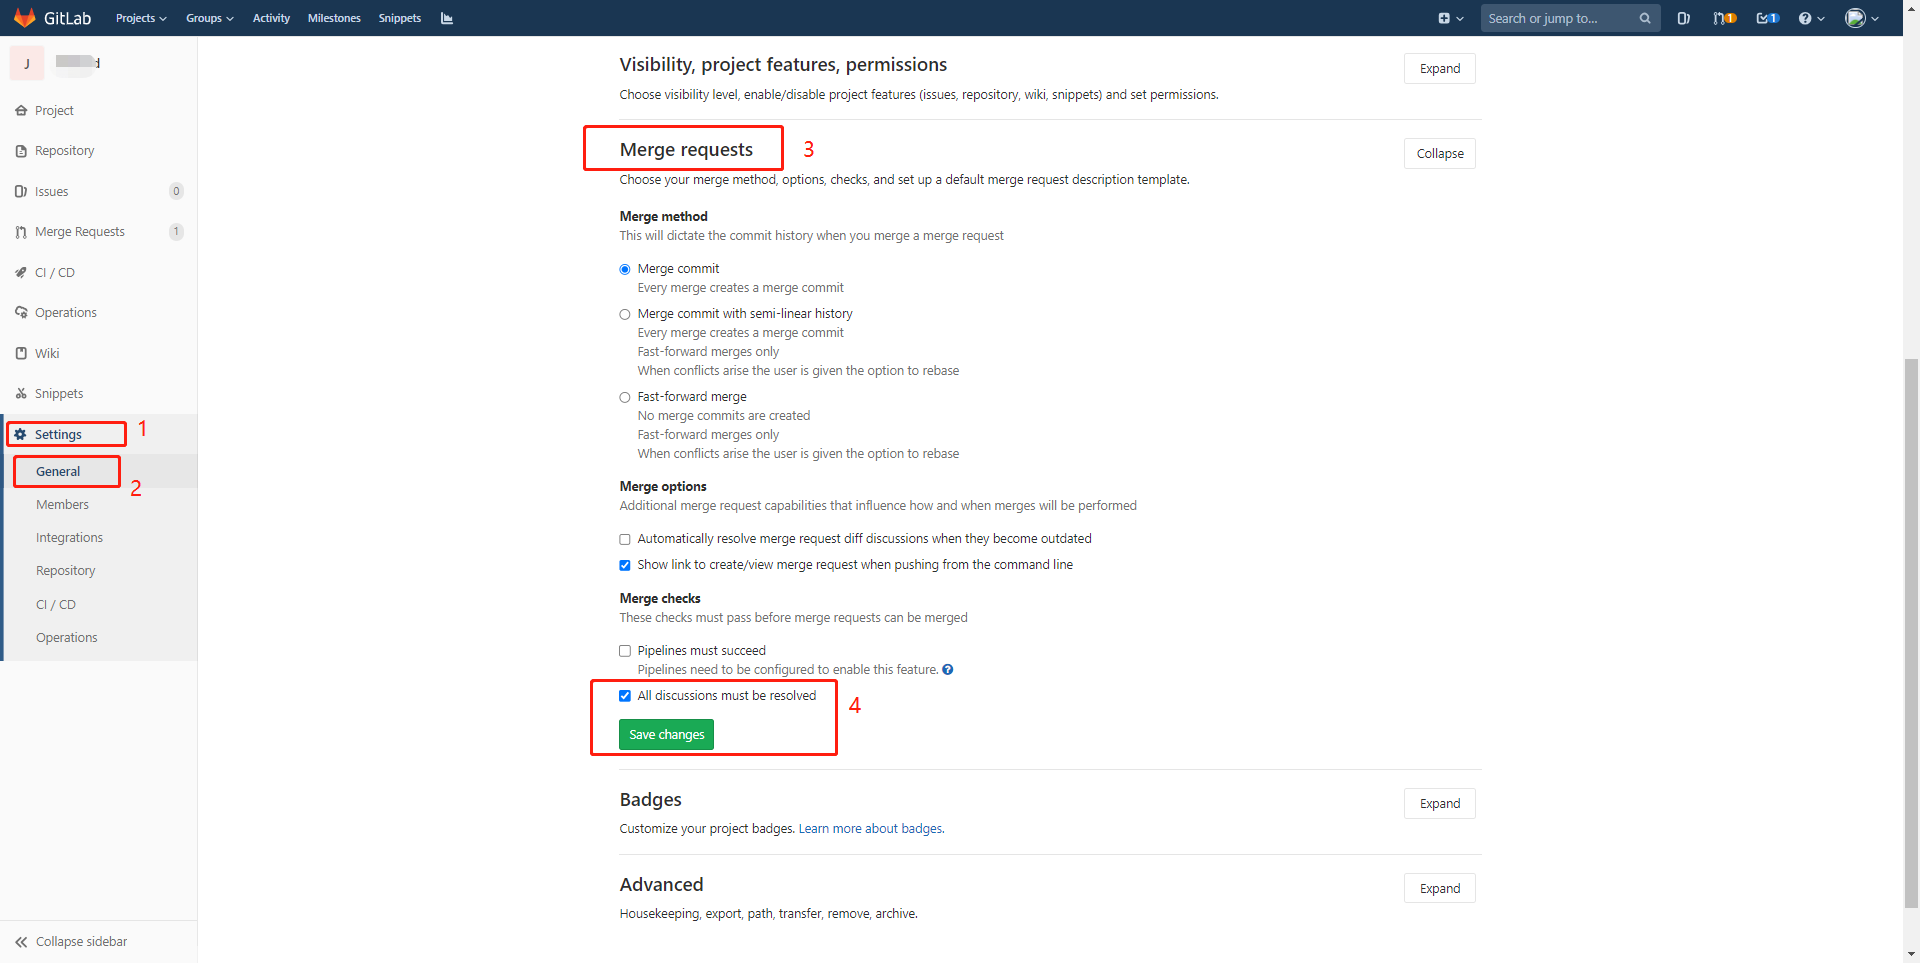 GitLab Projects Groups Activity Milestones Snippets Search or jump to... 1 1
J d
Project
Repository
Issues 0
Merge Requests 1
CI / CD
Operations
Wiki
Snippets
Settings 1
General 2
Members
Integrations
Repository
CI / CD
Operations
Collapse sidebar
Visibility, project features, permissions Expand
Choose visibility level, enable/disable project features (issues, repository, wiki, snippets) and set permissions.
Merge requests 3 Collapse
Choose your merge method, options, checks, and set up a default merge request description template.
Merge method
This will dictate the commit history when you merge a merge request
Merge commit
Every merge creates a merge commit
Merge commit with semi-linear history
Every merge creates a merge commit
Fast-forward merges only
When conflicts arise the user is given the option to rebase
Fast-forward merge
No merge commits are created
Fast-forward merges only
When conflicts arise the user is given the option to rebase
Merge options
Additional merge request capabilities that influence how and when merges will be performed
Automatically resolve merge request diff discussions when they become outdated
Show link to create/view merge request when pushing from the command line
Merge checks
These checks must pass before merge requests can be merged
Pipelines must succeed
Pipelines need to be configured to enable this feature. ?
All discussions must be resolved 4
Save changes
Badges Expand
Customize your project badges. Learn more about badges.
Advanced Expand
Housekeeping, export, path, transfer, remove, archive.